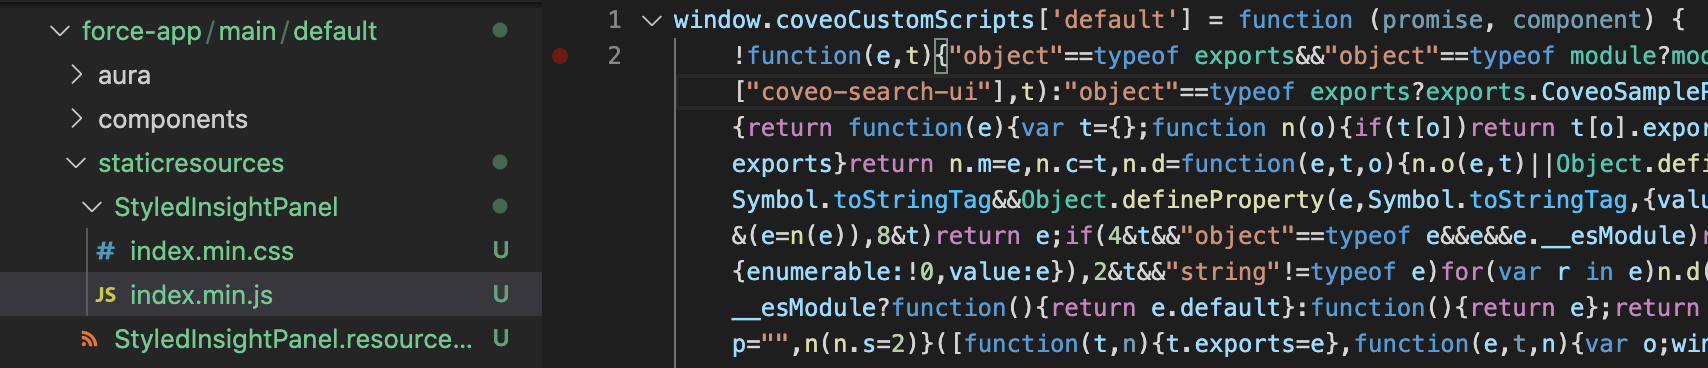 force-app/main/default
aura
components
staticresources
StyledInsightPanel
# index.min.css U
JS index.min.js U
StyledInsightPanel.resource... U
1 window.coveoCustomScripts['default'] = function (promise, component) {
2 !function(e,t){"object"==typeof exports&&"object"==typeof module?mod
["coveo-search-ui"],t):"object"==typeof exports?exports.CoveoSample
{return function(e){var t={};function n(o){if(t[o])return t[o].expor
exports}return n.m=e,n.c=t,n.d=function(e,t,o){n.o(e,t)||Object.defi
Symbol.toStringTag&&Object.defineProperty(e,Symbol.toStringTag,{valu
&(e=n(e)),8&t)return e;if(4&t&&"object"==typeof e&&e&&e.__esModule)r
{enumerable:!0,value:e}),2&t&&"string"!=typeof e)for(var r in e)n.d(
__esModule?function(){return e.default}:function(){return e};return
p="",n(n.s=2)}([function(t,n){t.exports=e},function(e,t,n){var o;win